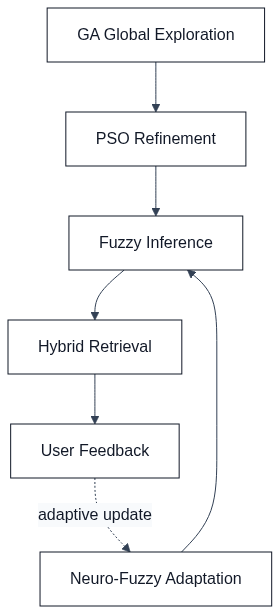 GA Global Exploration
PSO Refinement
Fuzzy Inference
Hybrid Retrieval
User Feedback
adaptive update
Neuro-Fuzzy Adaptation